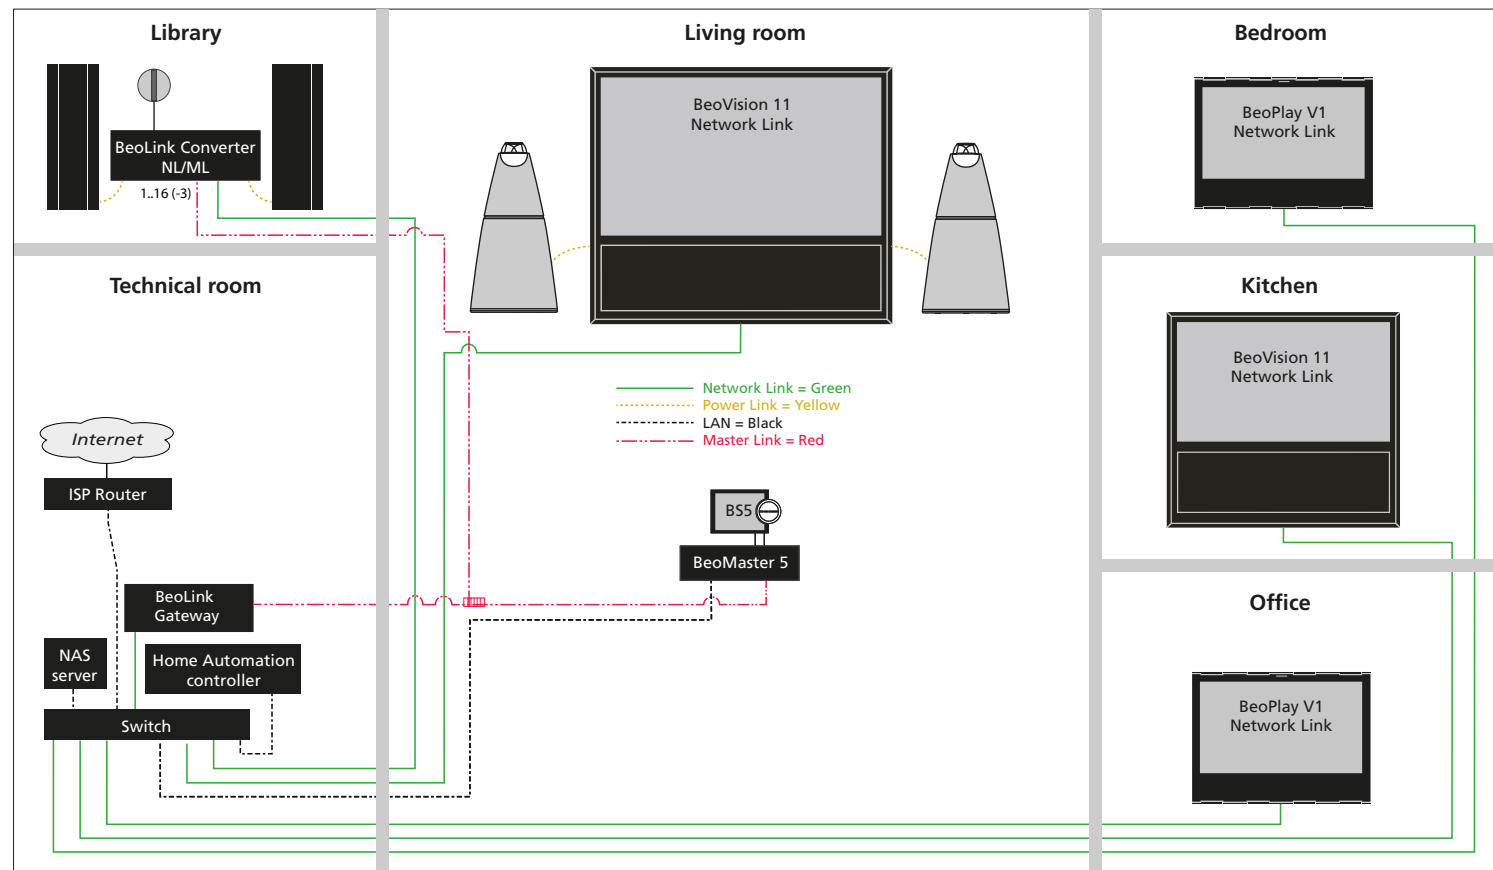 Library
BeoLink Converter
NL/ML
1..16 (-3)
Living room
BeoVision 11
Network Link
Bedroom
BeoPlay V1
Network Link
Technical room
Internet
ISP Router
BeoLink
Gateway
NAS
server
Home Automation
controller
Switch
Network Link = Green
Power Link = Yellow
LAN = Black
Master Link = Red
BS5
BeoMaster 5
Kitchen
BeoVision 11
Network Link
Office
BeoPlay V1
Network Link